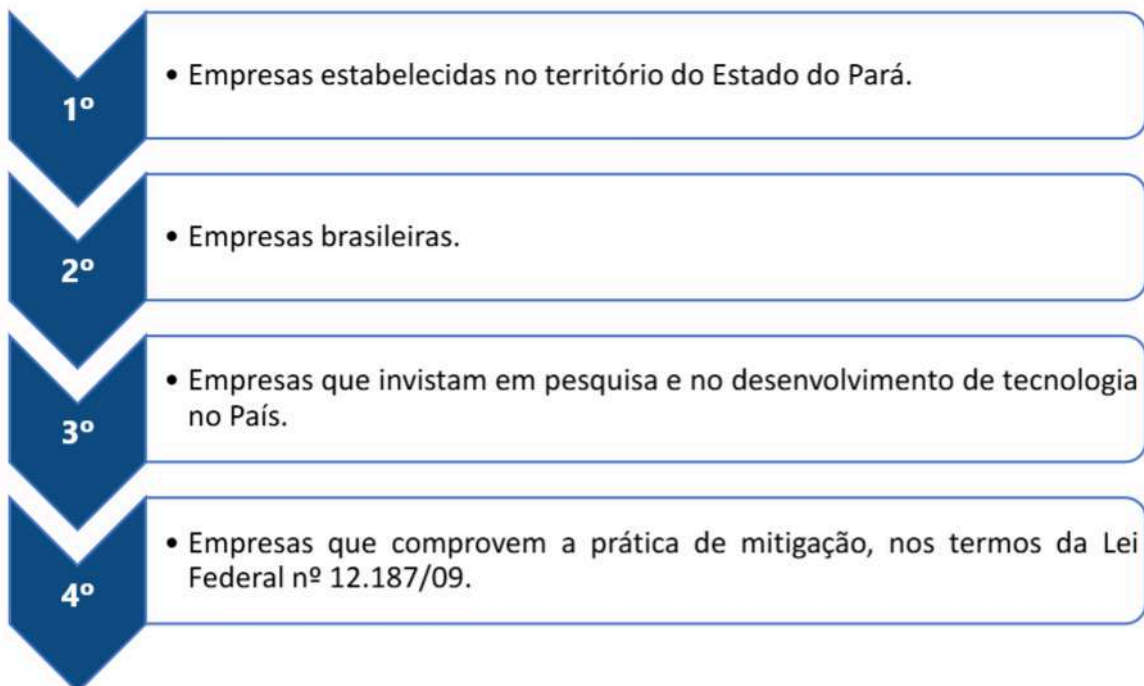 1º
• Empresas estabelecidas no território do Estado do Pará.
2º
• Empresas brasileiras.
3º
• Empresas que invistam em pesquisa e no desenvolvimento de tecnologia
no País.
4º
• Empresas que comprovem a prática de mitigação, nos termos da Lei
Federal nº 12.187/09.